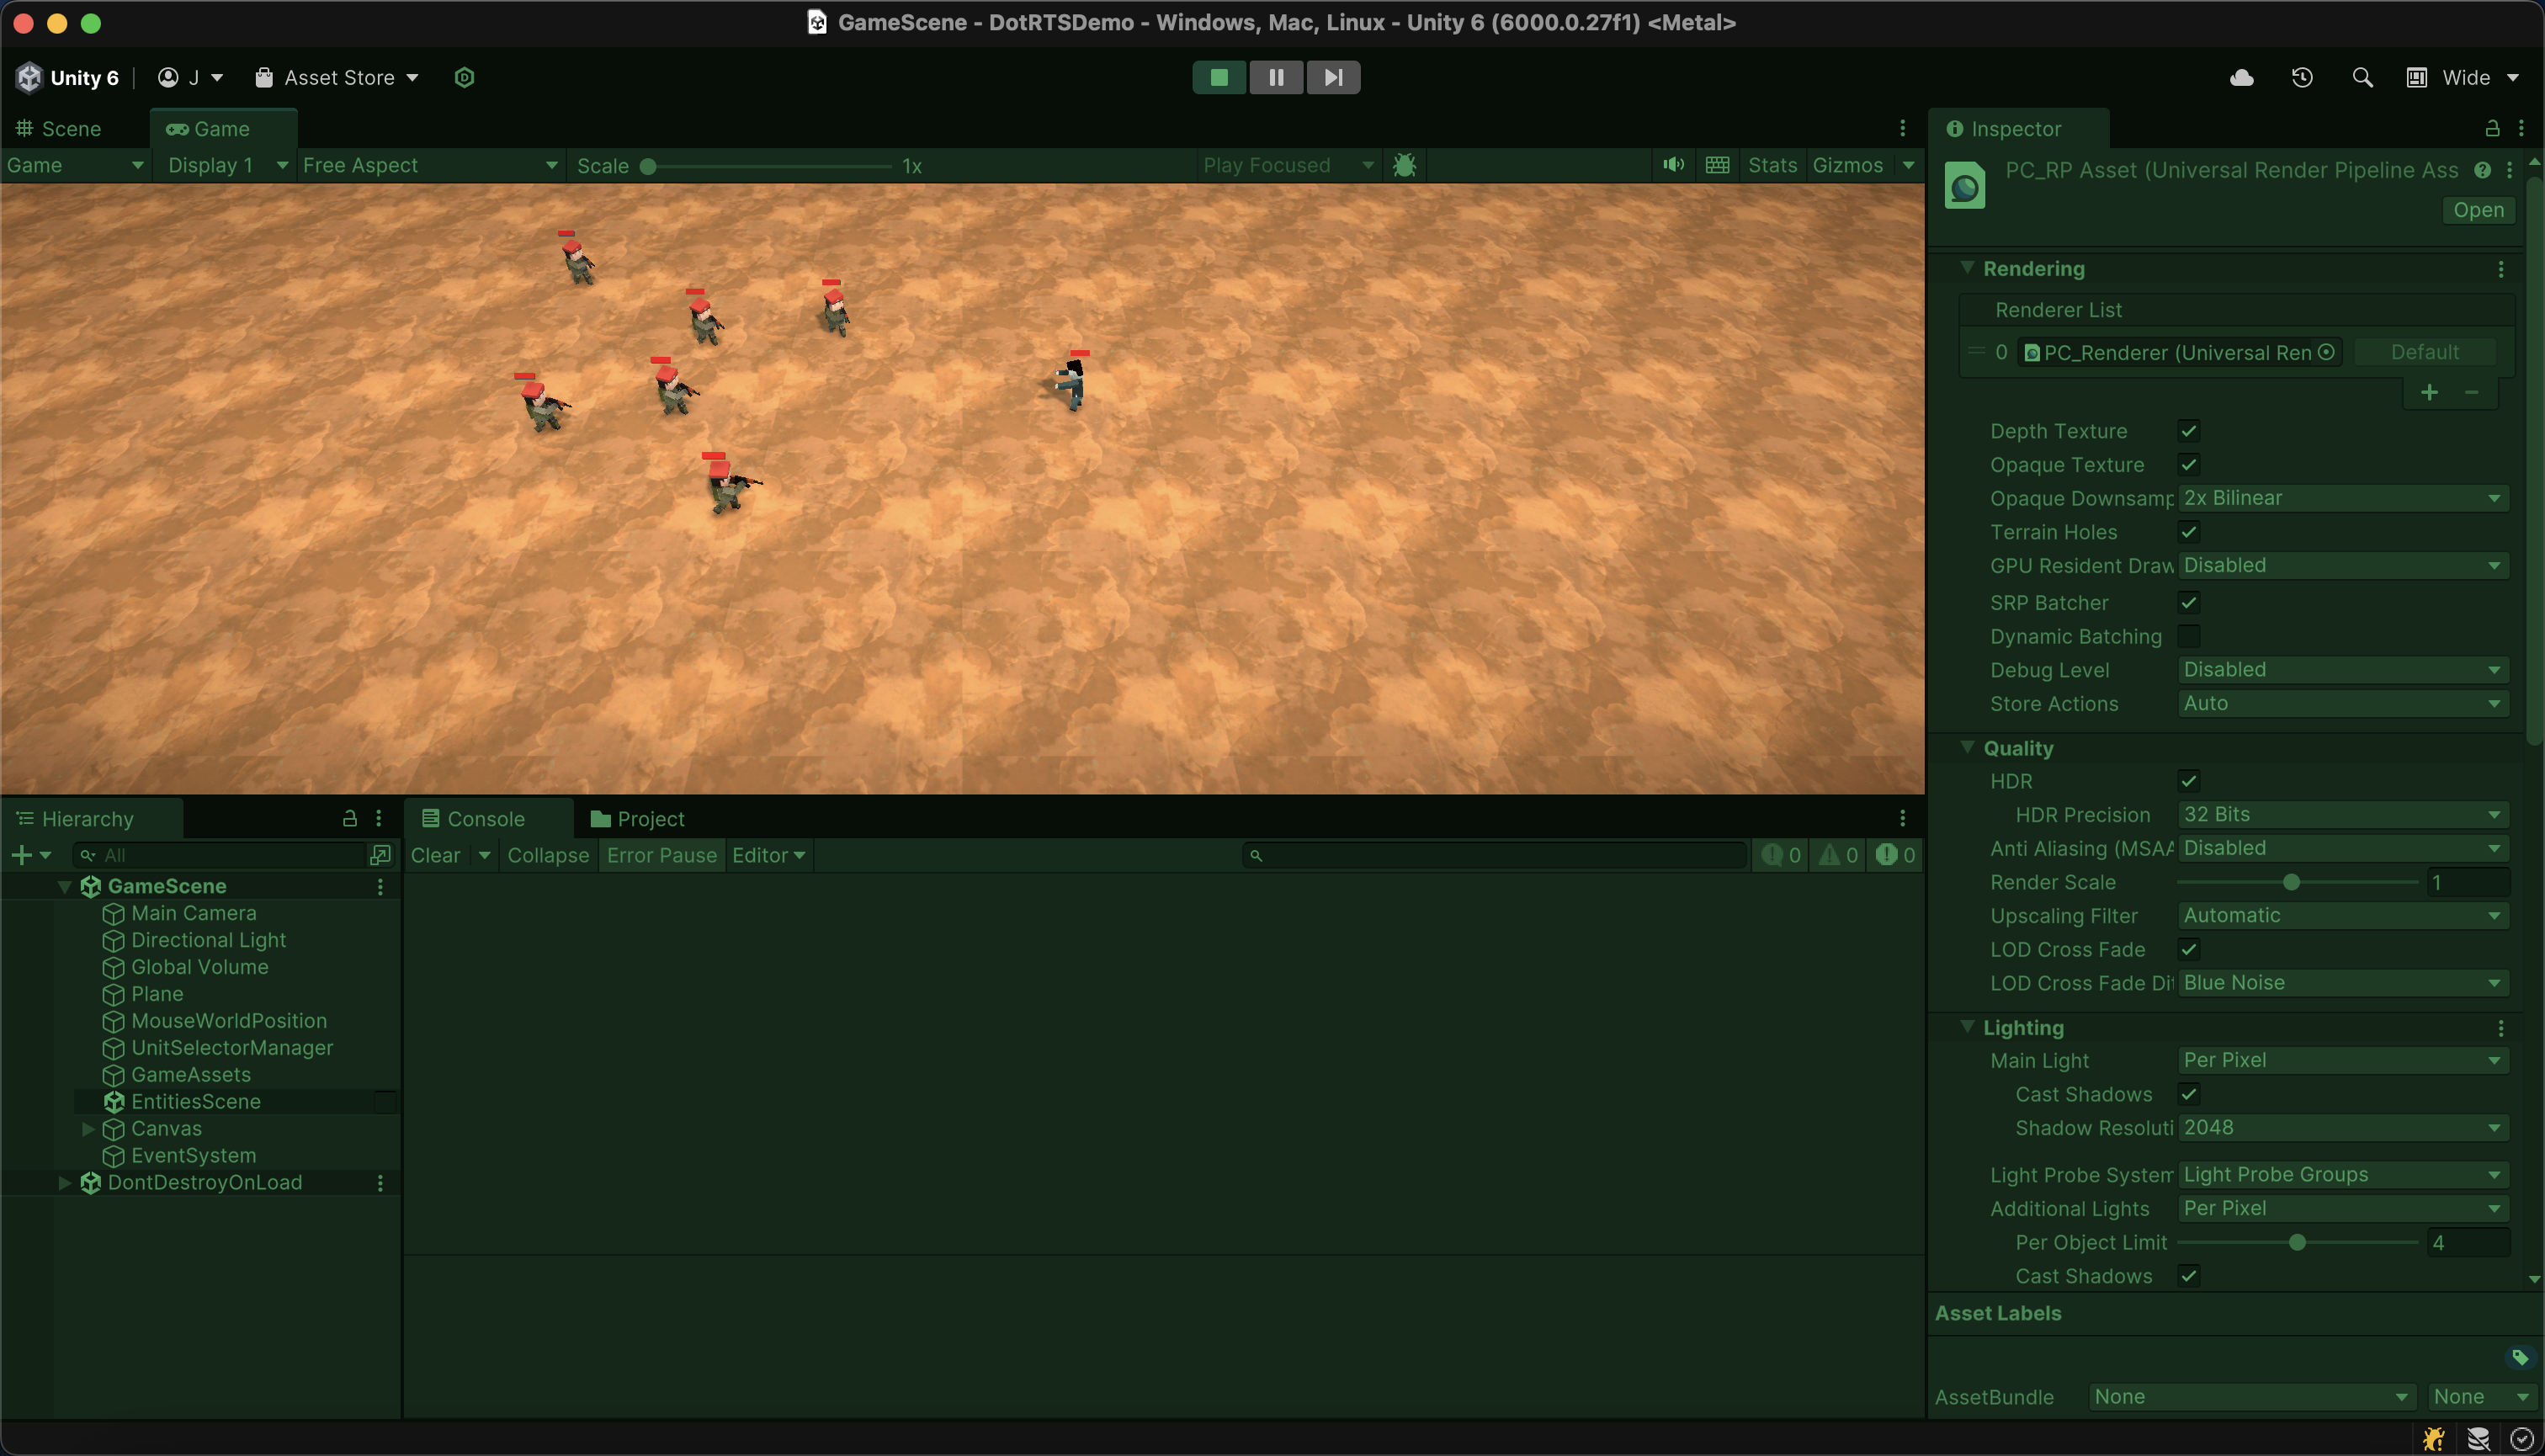 GameScene - DotRTSDemo - Windows, Mac, Linux - Unity 6 (6000.0.27f1) <Metal>
Unity 6
J
Asset Store
Wide
Scene
Game
Game
Display 1
Free Aspect
Scale
1x
Play Focused
Stats
Gizmos
Inspector
PC_RP Asset (Universal Render Pipeline Ass
Open
Rendering
Renderer List
0
PC_Renderer (Universal Ren
Default
Depth Texture
Opaque Texture
Opaque Downsamp
2x Bilinear
Terrain Holes
GPU Resident Draw
Disabled
SRP Batcher
Dynamic Batching
Debug Level
Disabled
Store Actions
Auto
Quality
HDR
HDR Precision
32 Bits
Anti Aliasing (MSAA
Disabled
Render Scale
1
Upscaling Filter
Automatic
LOD Cross Fade
LOD Cross Fade Dit
Blue Noise
Lighting
Main Light
Per Pixel
Cast Shadows
Shadow Resoluti
2048
Light Probe System
Light Probe Groups
Additional Lights
Per Pixel
Per Object Limit
4
Cast Shadows
Asset Labels
AssetBundle
None
None
Hierarchy
All
GameScene
Main Camera
Directional Light
Global Volume
Plane
MouseWorldPosition
UnitSelectorManager
GameAssets
EntitiesScene
Canvas
EventSystem
DontDestroyOnLoad
Console
Project
Clear
Collapse
Error Pause
Editor
0
0
0